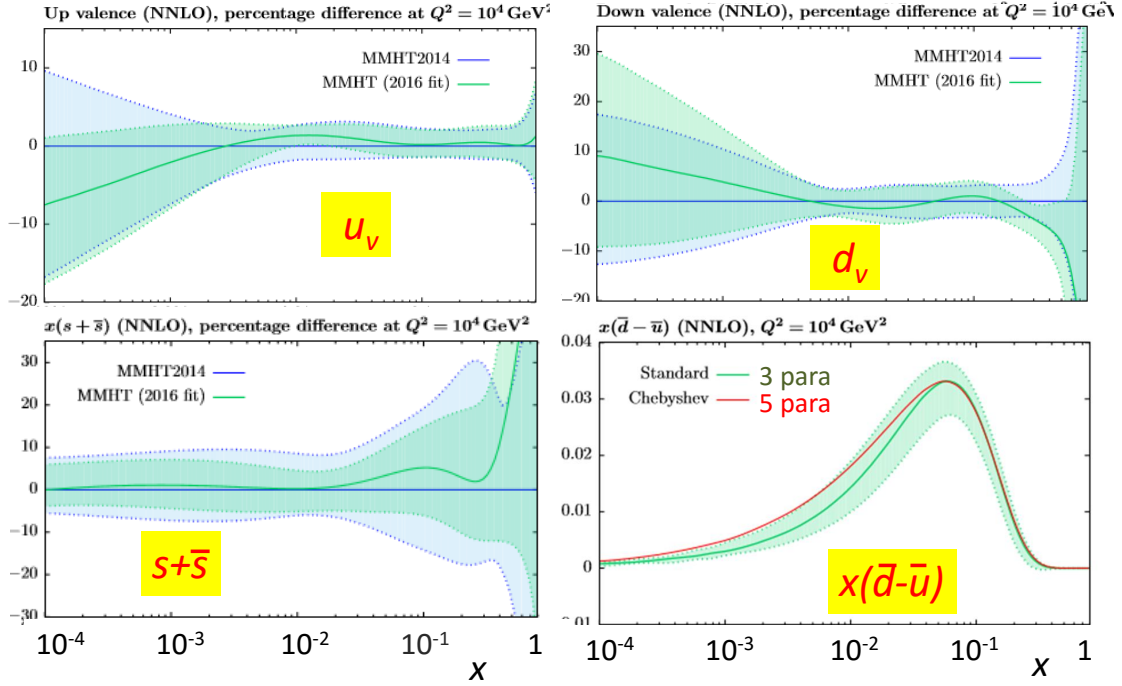 Up valence (NNLO), percentage difference at Q² = 10⁴ GeV²
MMHT2014
MMHT (2016 fit)
10
5
0
−10
−20
u_v
Down valence (NNLO), percentage difference at Q² = 10⁴ GeV
MMHT2014
MMHT (2016 fit)
30
20
10
0
−10
−20
d_v
x(s + s̅) (NNLO), percentage difference at Q² = 10⁴ GeV²
MMHT2014
MMHT (2016 fit)
30
20
10
0
−10
−20
−30
s+s̅
10⁻⁴ 10⁻³ 10⁻² 10⁻¹ 1
x
x(d̅ − u̅) (NNLO), Q² = 10⁴ GeV²
Standard 3 para
Chebyshev 5 para
0.04
0.03
0.02
0.01
0
x(d̅-u̅)
10⁻⁴ 10⁻³ 10⁻² 10⁻¹ 1
x